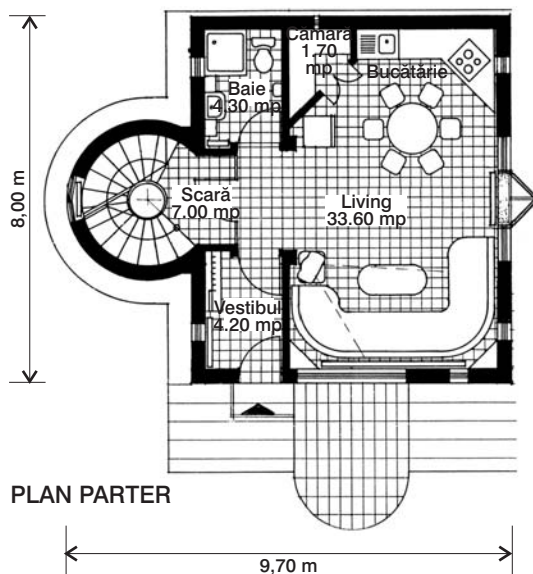 Cămară
1.70
mp
Bucătărie
Baie
4.30 mp
8,00 m
Scară
7.00 mp
Living
33.60 mp
Vestibul
4.20 mp
PLAN PARTER
9,70 m